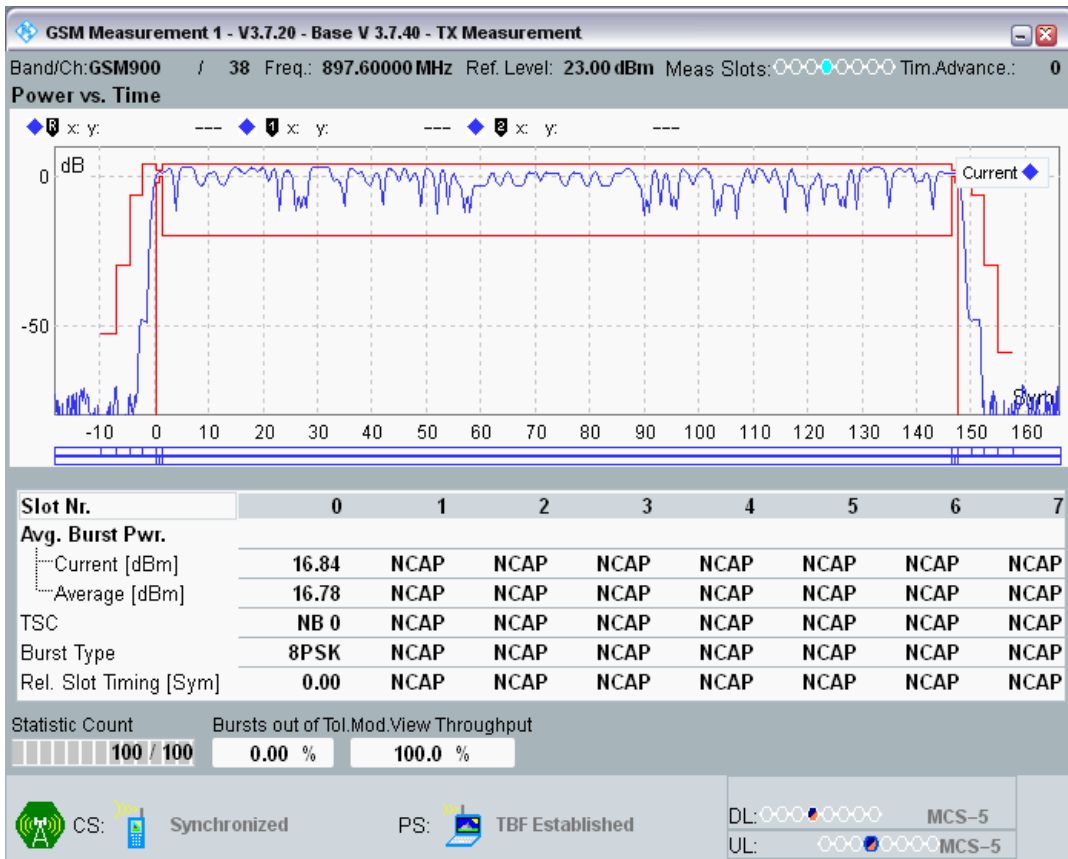 GSM Measurement 1 - V3.7.20 - Base V 3.7.40 - TX Measurement
Band/Ch:GSM900 / 38 Freq.: 897.60000 MHz Ref. Level: 23.00 dBm Meas Slots: Tim.Advance.: 0
Power vs. Time
R x: y: --- 1 x: y: --- 2 x: y: ---
dB
Current
0
-50
Sym
-10 0 10 20 30 40 50 60 70 80 90 100 110 120 130 140 150 160
Slot Nr. 0 1 2 3 4 5 6 7
Avg. Burst Pwr.
Current [dBm] 16.84 NCAP NCAP NCAP NCAP NCAP NCAP NCAP
Average [dBm] 16.78 NCAP NCAP NCAP NCAP NCAP NCAP NCAP
TSC NB 0 NCAP NCAP NCAP NCAP NCAP NCAP NCAP
Burst Type 8PSK NCAP NCAP NCAP NCAP NCAP NCAP NCAP
Rel. Slot Timing [Sym] 0.00 NCAP NCAP NCAP NCAP NCAP NCAP NCAP
Statistic Count Bursts out of Tol.Mod.View Throughput
100 / 100 0.00 % 100.0 %
CS: Synchronized PS: TBF Established DL: MCS-5
UL: MCS-5